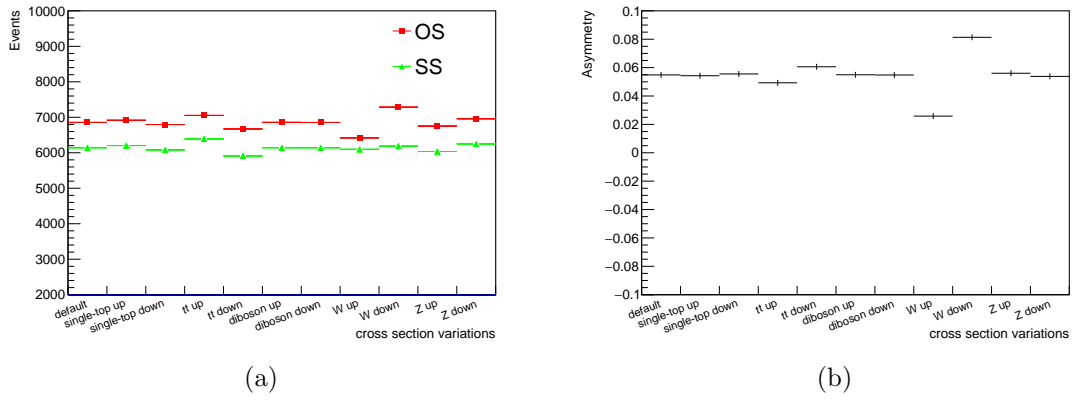 Events
10000
9000
8000
7000
6000
5000
4000
3000
2000
OS
SS
default
single-top up
single-top down
tt up
tt down
diboson up
diboson down
W up
W down
Z up
Z down
cross section variations
(a)
Asymmetry
0.1
0.08
0.06
0.04
0.02
0
−0.02
−0.04
−0.06
−0.08
−0.1
default
single-top up
single-top down
tt up
tt down
diboson up
diboson down
W up
W down
Z up
Z down
cross section variations
(b)